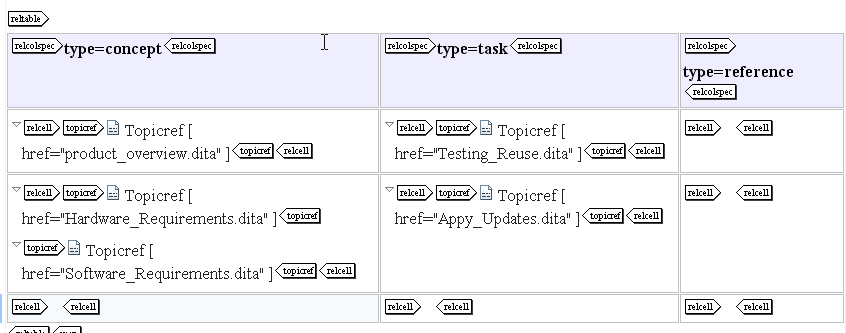 reltable
relcolspec type=concept relcolspec relcolspec type=task relcolspec relcolspec
type=reference
relcolspec
relcell topicref Topicref [ relcell topicref Topicref [ relcell relcell
href="product_overview.dita" ] topicref relcell href="Testing_Reuse.dita" ] topicref relcell
relcell topicref Topicref [ relcell topicref Topicref [ relcell relcell
href="Hardware_Requirements.dita" ] topicref href="Appy_Updates.dita" ] topicref relcell
topicref Topicref [
href="Software_Requirements.dita" ] topicref relcell
relcell relcell relcell relcell relcell relcell
reltable